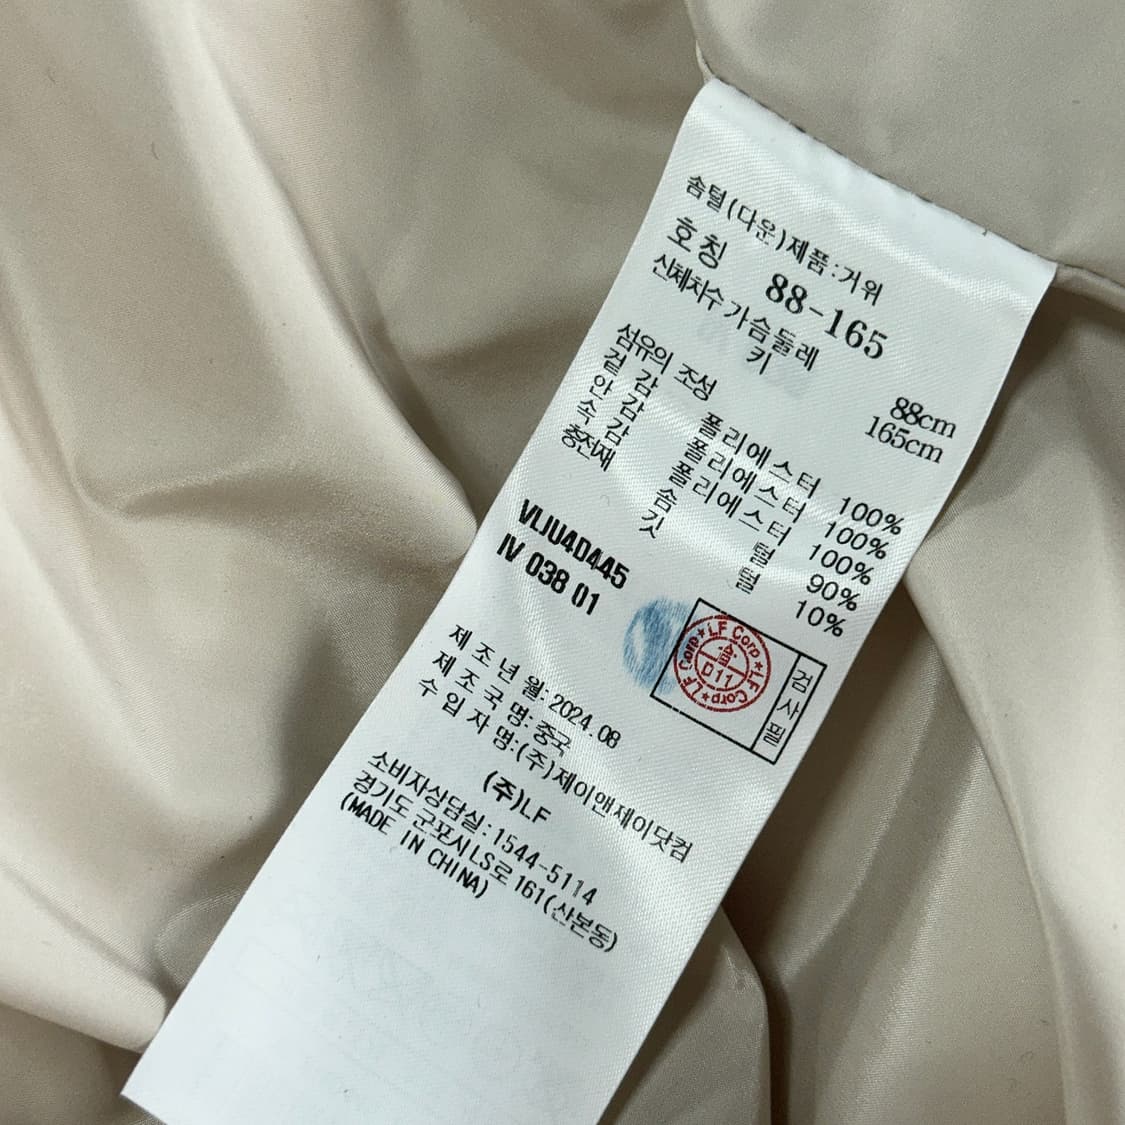 솜털(다운)제품:거위
호칭 88-165
신체치수 가슴둘레 88cm
키 165cm
섬유의 조성
겉감 폴리에스터 100%
안감 폴리에스터 100%
속감 폴리에스터 100%
충전재 솜털 90%
깃털 10%
VLJU4D445
IV 038 01
LF Corp★LF Corp★LF Corp★
D11
검사필
제조년월: 2024.08
제조국명: 중국
수입자명:(주)제이앤제이닷컴
(주)LF
소비자상담실:1544-5114
경기도 군포시LS로 161(산본동)
(MADE IN CHINA)